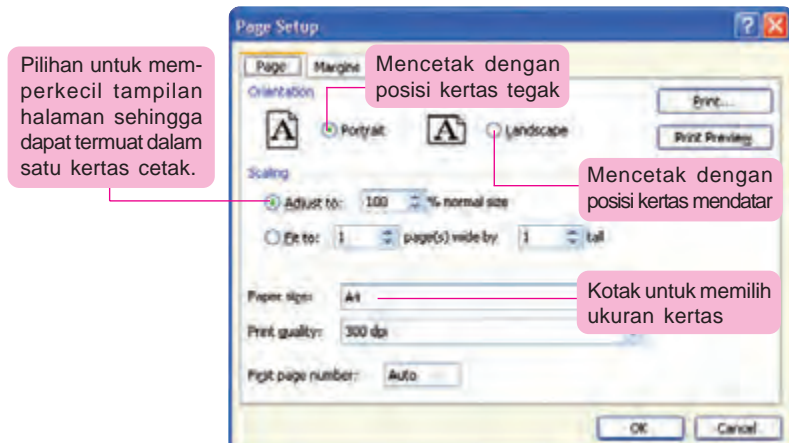 Page Setup
Pilihan untuk mem-
perkecil tampilan
halaman sehingga
dapat termuat dalam
satu kertas cetak.
Page Margins
Mencetak dengan
posisi kertas tegak
Orientation
Print...
A Portrait A Landscape
Print Preview
Mencetak dengan
posisi kertas mendatar
Scaling
Adjust to: 100 % normal size
Fit to: 1 page(s) wide by 1 tall
Kotak untuk memilih
ukuran kertas
Paper size: A4
Print quality: 300 dpi
First page number: Auto
OK Cancel